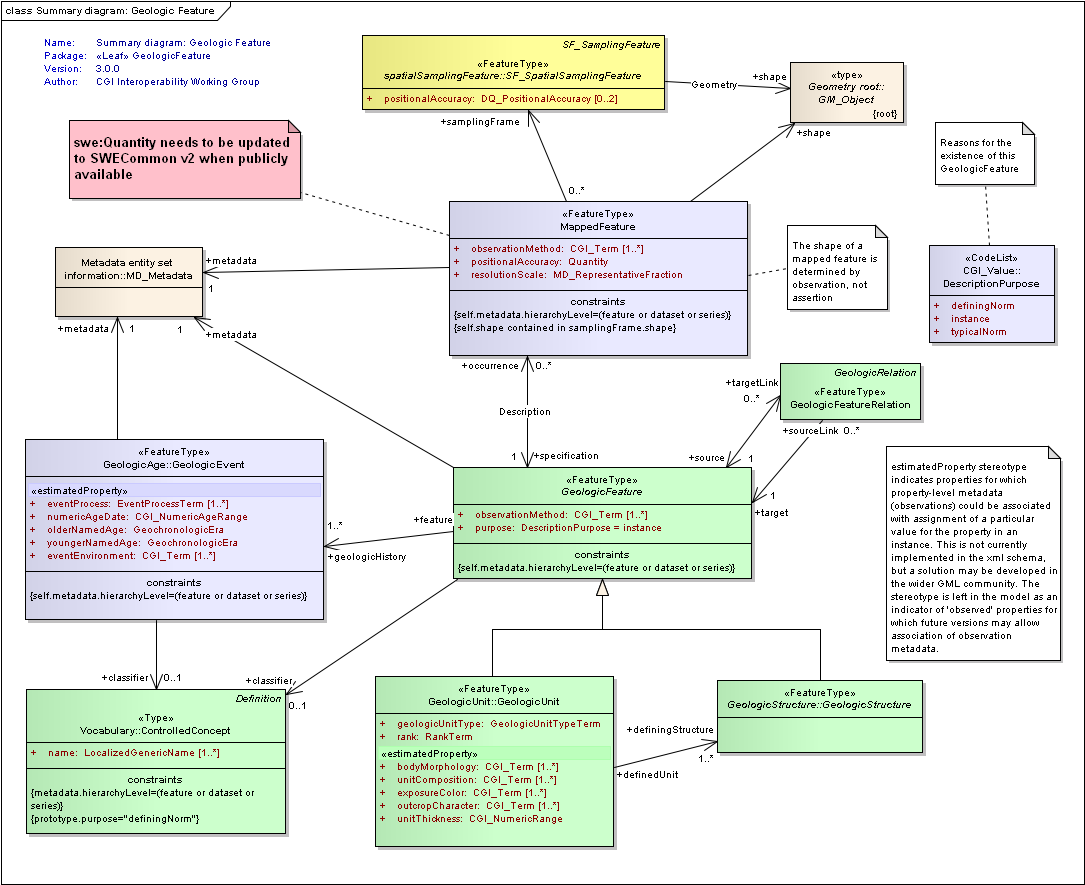 class Summary diagram: Geologic Feature
Name: Summary diagram: Geologic Feature
Package: «Leaf» GeologicFeature
Version: 3.0.0
Author: CGI Interoperability Working Group
SF_SamplingFeature
«FeatureType»
spatialSamplingFeature::SF_SpatialSamplingFeature
+ positionalAccuracy: DQ_PositionalAccuracy [0..2]
Geometry
+shape
«type»
Geometry root::
GM_Object
{root}
+samplingFrame
+shape
0..*
swe:Quantity needs to be updated
to SWECommon v2 when publicly
available
Reasons for the
existence of this
GeologicFeature
«FeatureType»
MappedFeature
+ observationMethod: CGI_Term [1..*]
+ positionalAccuracy: Quantity
+ resolutionScale: MD_RepresentativeFraction
constraints
{self.metadata.hierarchyLevel=(feature or dataset or series)}
{self.shape contained in samplingFrame.shape}
The shape of a
mapped feature is
determined by
observation, not
assertion
«CodeList»
CGI_Value::
DescriptionPurpose
+ definingNorm
+ instance
+ typicalNorm
Metadata entity set
information::MD_Metadata
+metadata
1
+metadata
1
1
+metadata
+occurrence
0..*
Description
1
+specification
GeologicRelation
«FeatureType»
GeologicFeatureRelation
+targetLink
0..*
+sourceLink 0..*
+source
1
1
+target
«FeatureType»
GeologicAge::GeologicEvent
«estimatedProperty»
+ eventProcess: EventProcessTerm [1..*]
+ numericAgeDate: CGI_NumericAgeRange
+ olderNamedAge: GeochronologicEra
+ youngerNamedAge: GeochronologicEra
+ eventEnvironment: CGI_Term [1..*]
constraints
{self.metadata.hierarchyLevel=(feature or dataset or series)}
+feature
1..*
+geologicHistory
«FeatureType»
GeologicFeature
+ observationMethod: CGI_Term [1..*]
+ purpose: DescriptionPurpose = instance
constraints
{self.metadata.hierarchyLevel=(feature or dataset or series)}
estimatedProperty stereotype
indicates properties for which
property-level metadata
(observations) could be associated
with assignment of a particular
value for the property in an
instance. This is not currently
implemented in the xml schema,
but a solution may be developed in
the wider GML community. The
stereotype is left in the model as an
indicator of 'observed' properties for
which future versions may allow
association of observation
metadata.
+classifier
0..1
+classifier
0..1
Definition
«Type»
Vocabulary::ControlledConcept
+ name: LocalizedGenericName [1..*]
constraints
{metadata.hierarchyLevel=(feature or dataset or
series)}
{prototype.purpose="definingNorm"}
«FeatureType»
GeologicUnit::GeologicUnit
+ geologicUnitType: GeologicUnitTypeTerm
+ rank: RankTerm
«estimatedProperty»
+ bodyMorphology: CGI_Term [1..*]
+ unitComposition: CGI_Term [1..*]
+ exposureColor: CGI_Term [1..*]
+ outcropCharacter: CGI_Term [1..*]
+ unitThickness: CGI_NumericRange
+definingStructure
1..*
+definedUnit
«FeatureType»
GeologicStructure::GeologicStructure